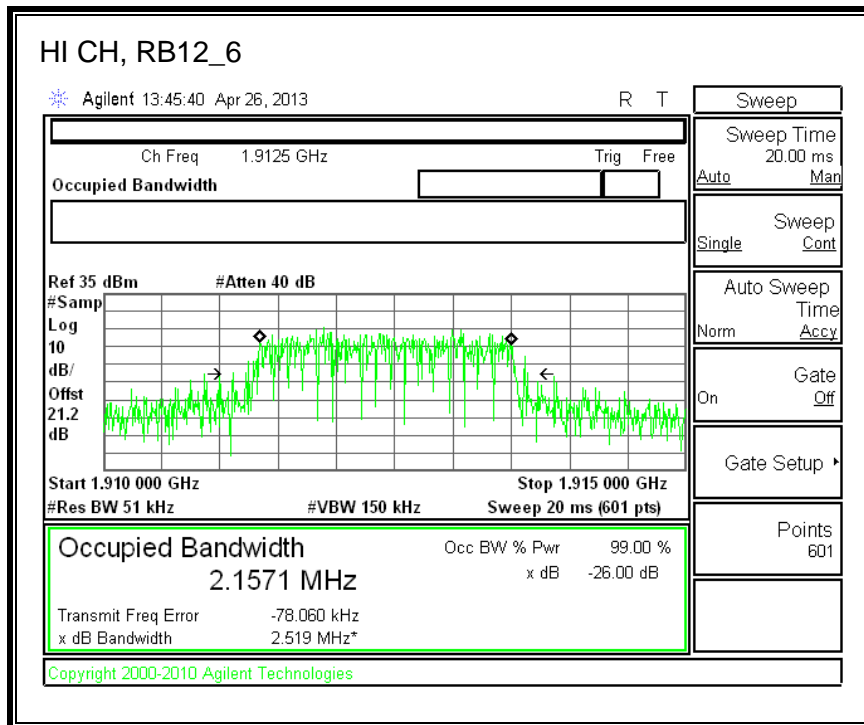 HI CH, RB12_6
Agilent 13:45:40 Apr 26, 2013 R T
Ch Freq 1.9125 GHz Trig Free
Occupied Bandwidth
Ref 35 dBm #Atten 40 dB
#Samp
Log
10
dB/
Offst
21.2
dB
Start 1.910 000 GHz Stop 1.915 000 GHz
#Res BW 51 kHz #VBW 150 kHz Sweep 20 ms (601 pts)
Occupied Bandwidth Occ BW % Pwr 99.00 %
2.1571 MHz x dB -26.00 dB
Transmit Freq Error -78.060 kHz
x dB Bandwidth 2.519 MHz*
Copyright 2000-2010 Agilent Technologies
Sweep
Sweep Time
20.00 ms
Auto Man
Sweep
Single Cont
Auto Sweep
Time
Norm Accy
Gate
On Off
Gate Setup
Points
601